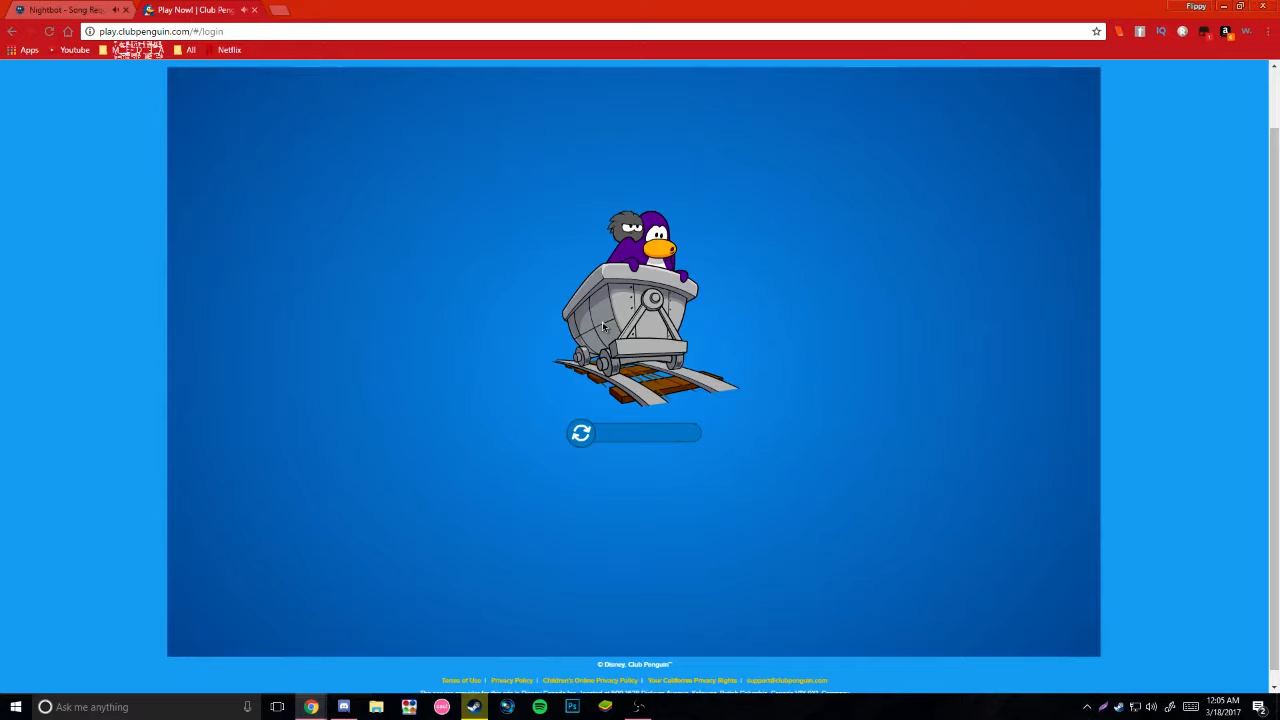 Nightbot - Song Req
Play Now! | Club Peng
Flippy
play.clubpenguin.com/#/login
Apps Youtube All Netflix
© Disney, Club Penguin™
Terms of Use | Privacy Policy | Children's Online Privacy Policy | Your California Privacy Rights | support@clubpenguin.com
Ask me anything
12:05 AM
3/18/2017